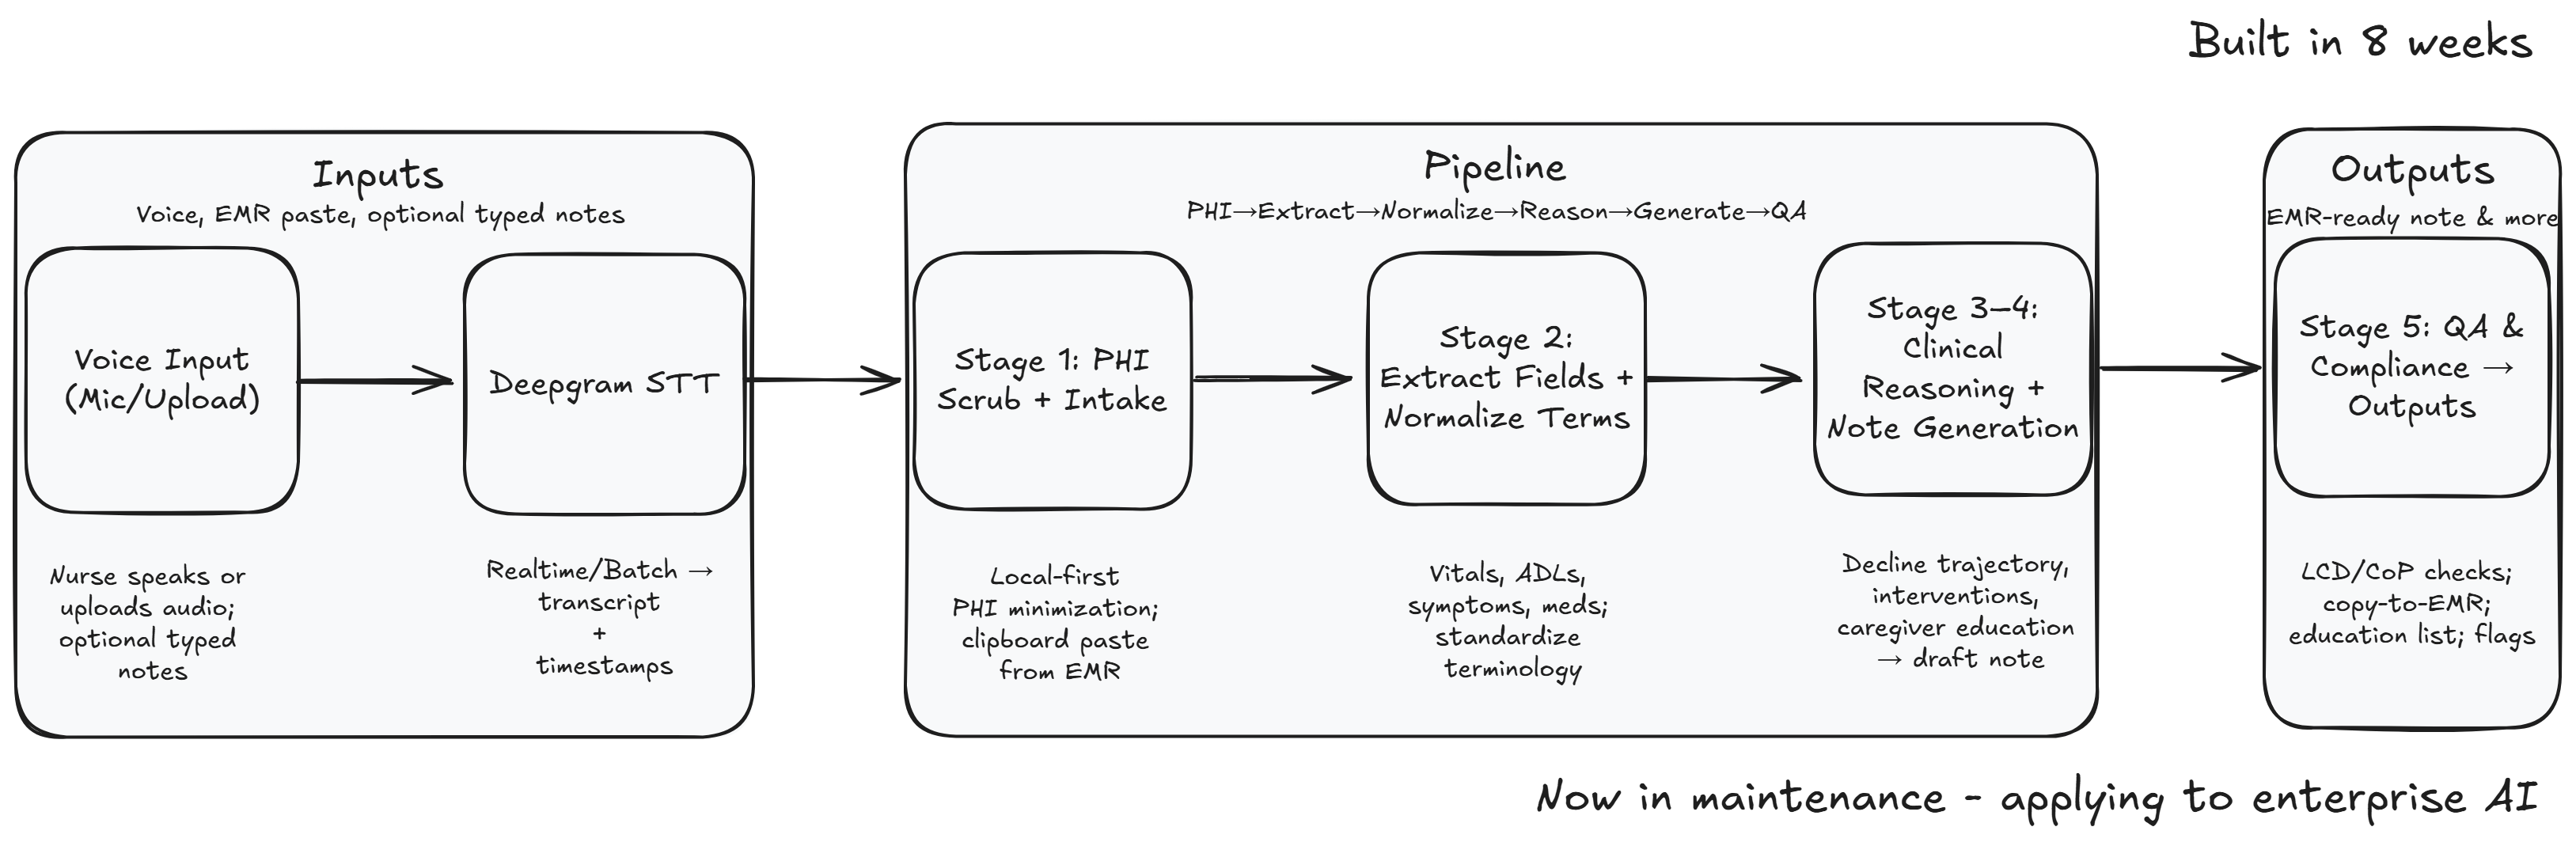 Built in 8 weeks
Inputs
Voice, EMR paste, optional typed notes
Voice Input
(Mic/Upload)
Deepgram STT
Nurse speaks or
uploads audio;
optional typed
notes
Realtime/Batch →
transcript
+
timestamps
Pipeline
PHI→Extract→Normalize→Reason→Generate→QA
Stage 1: PHI
Scrub + Intake
Stage 2:
Extract Fields +
Normalize Terms
Stage 3–4:
Clinical
Reasoning +
Note Generation
Local-first
PHI minimization;
clipboard paste
from EMR
Vitals, ADLs,
symptoms, meds;
standardize
terminology
Decline trajectory,
interventions,
caregiver education
→ draft note
Outputs
EMR-ready note & more
Stage 5: QA &
Compliance →
Outputs
LCD/CoP checks;
copy-to-EMR;
education list; flags
Now in maintenance - applying to enterprise AI